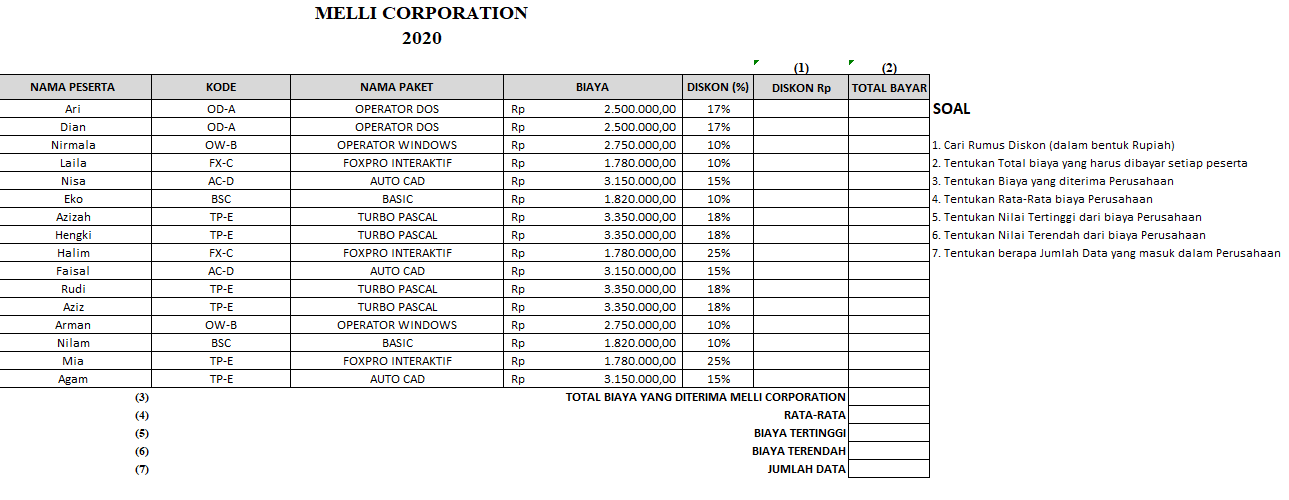 MELLI CORPORATION
2020
(1) (2)
NAMA PESERTA KODE NAMA PAKET BIAYA DISKON (%) DISKON Rp TOTAL BAYAR
Ari OD-A OPERATOR DOS Rp 2.500.000,00 17% SOAL
Dian OD-A OPERATOR DOS Rp 2.500.000,00 17%
Nirmala OW-B OPERATOR WINDOWS Rp 2.750.000,00 10% 1. Cari Rumus Diskon (dalam bentuk Rupiah)
Laila FX-C FOXPRO INTERAKTIF Rp 1.780.000,00 10% 2. Tentukan Total biaya yang harus dibayar setiap peserta
Nisa AC-D AUTO CAD Rp 3.150.000,00 15% 3. Tentukan Biaya yang diterima Perusahaan
Eko BSC BASIC Rp 1.820.000,00 10% 4. Tentukan Rata-Rata biaya Perusahaan
Azizah TP-E TURBO PASCAL Rp 3.350.000,00 18% 5. Tentukan Nilai Tertinggi dari biaya Perusahaan
Hengki TP-E TURBO PASCAL Rp 3.350.000,00 18% 6. Tentukan Nilai Terendah dari biaya Perusahaan
Halim FX-C FOXPRO INTERAKTIF Rp 1.780.000,00 25% 7. Tentukan berapa Jumlah Data yang masuk dalam Perusahaan
Faisal AC-D AUTO CAD Rp 3.150.000,00 15%
Rudi TP-E TURBO PASCAL Rp 3.350.000,00 18%
Aziz TP-E TURBO PASCAL Rp 3.350.000,00 18%
Arman OW-B OPERATOR WINDOWS Rp 2.750.000,00 10%
Nilam BSC BASIC Rp 1.820.000,00 10%
Mia TP-E FOXPRO INTERAKTIF Rp 1.780.000,00 25%
Agam TP-E AUTO CAD Rp 3.150.000,00 15%
(3) TOTAL BIAYA YANG DITERIMA MELLI CORPORATION
(4) RATA-RATA
(5) BIAYA TERTINGGI
(6) BIAYA TERENDAH
(7) JUMLAH DATA